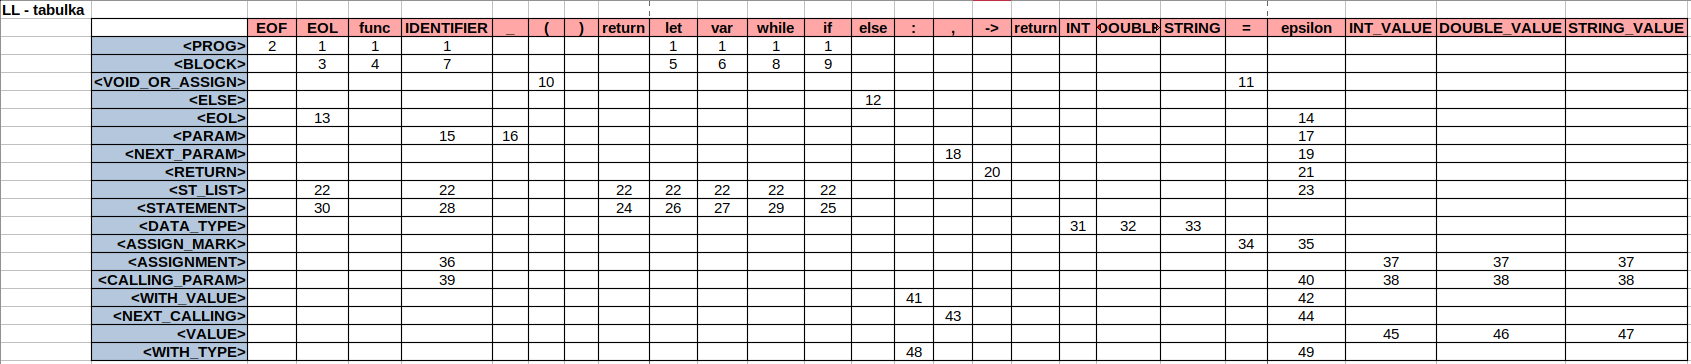 LL - tabulka
EOF EOL func IDENTIFIER _ ( ) return let var while if else : , -> return INT DOUBLE STRING = epsilon INT_VALUE DOUBLE_VALUE STRING_VALUE
<PROG> 2 1 1 1 1 1 1 1
<BLOCK> 3 4 7 5 6 8 9
<VOID_OR_ASSIGN> 10 11
<ELSE> 12
<EOL> 13 14
<PARAM> 15 16 17
<NEXT_PARAM> 18 19
<RETURN> 20 21
<ST_LIST> 22 22 22 22 22 22 22 23
<STATEMENT> 30 28 24 26 27 29 25
<DATA_TYPE> 31 32 33
<ASSIGN_MARK> 34 35
<ASSIGNMENT> 36 37 37 37
<CALLING_PARAM> 39 40 38 38 38
<WITH_VALUE> 41 42
<NEXT_CALLING> 43 44
<VALUE> 45 46 47
<WITH_TYPE> 48 49